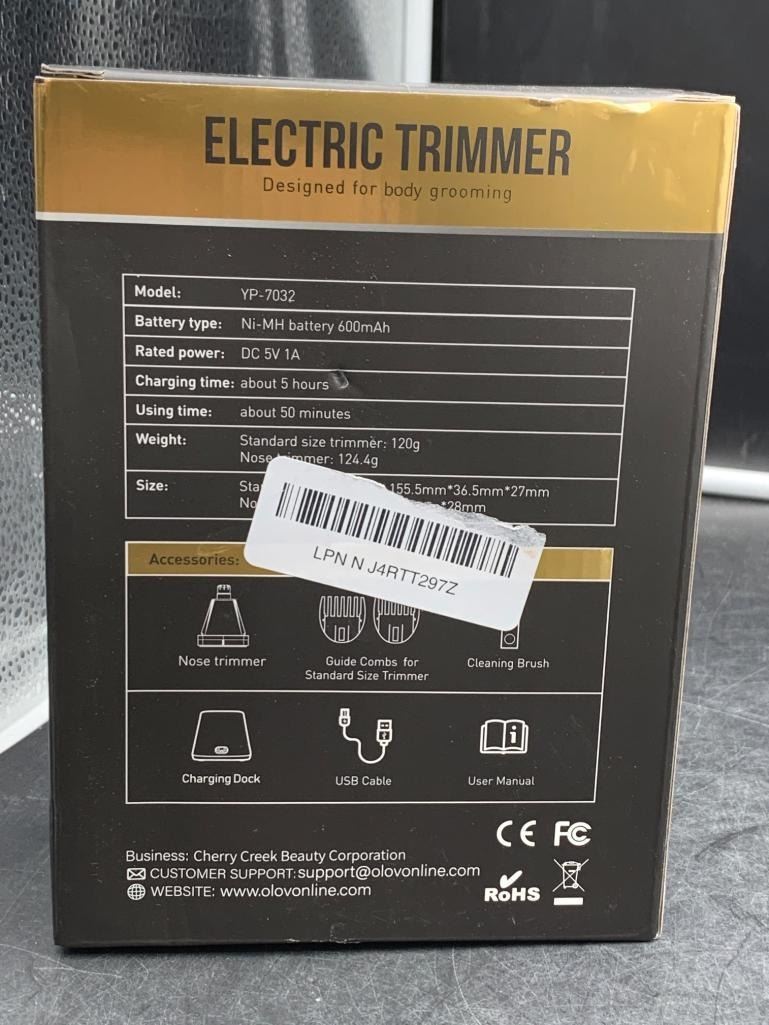 ELECTRIC TRIMMER
Designed for body grooming
Model: YP-7032
Battery type: Ni-MH battery 600mAh
Rated power: DC 5V 1A
Charging time: about 5 hours
Using time: about 50 minutes
Weight: Standard size trimmer: 120g
Nose trimmer: 124.4g
Size: 155.5mm*36.5mm*27mm
*28mm
LPN N J4RTT297Z
Accessories:
Nose trimmer
Guide Combs for
Standard Size Trimmer
Cleaning Brush
Charging Dock
USB Cable
User Manual
CE FC
Business: Cherry Creek Beauty Corporation
CUSTOMER SUPPORT:support@olovonline.com
WEBSITE: www.olovonline.com
RoHS